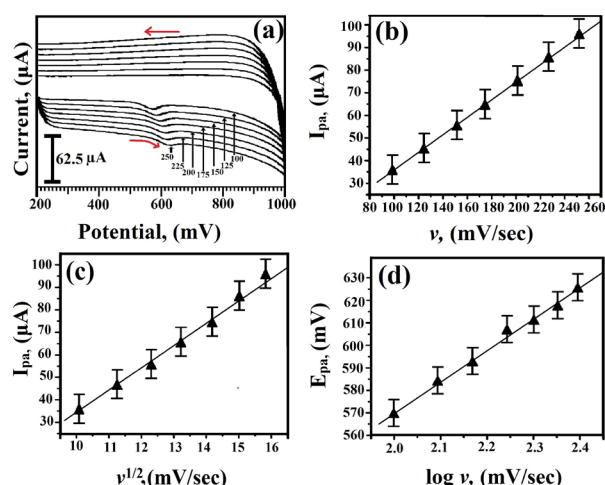 (a)
Current, (µA)
62.5 µA
250
225
200
175
150
125
100
200 400 600 800 1000
Potential, (mV)
(b)
Ipa, (µA)
100
90
80
70
60
50
40
30
80 100 120 140 160 180 200 220 240 260
v, (mV/sec)
(c)
Ipa, (µA)
100
90
80
70
60
50
40
30
10 11 12 13 14 15 16
v1/2,(mV/sec)
(d)
Epa, (mV)
630
620
610
600
590
580
570
560
2.0 2.1 2.2 2.3 2.4
log v, (mV/sec)